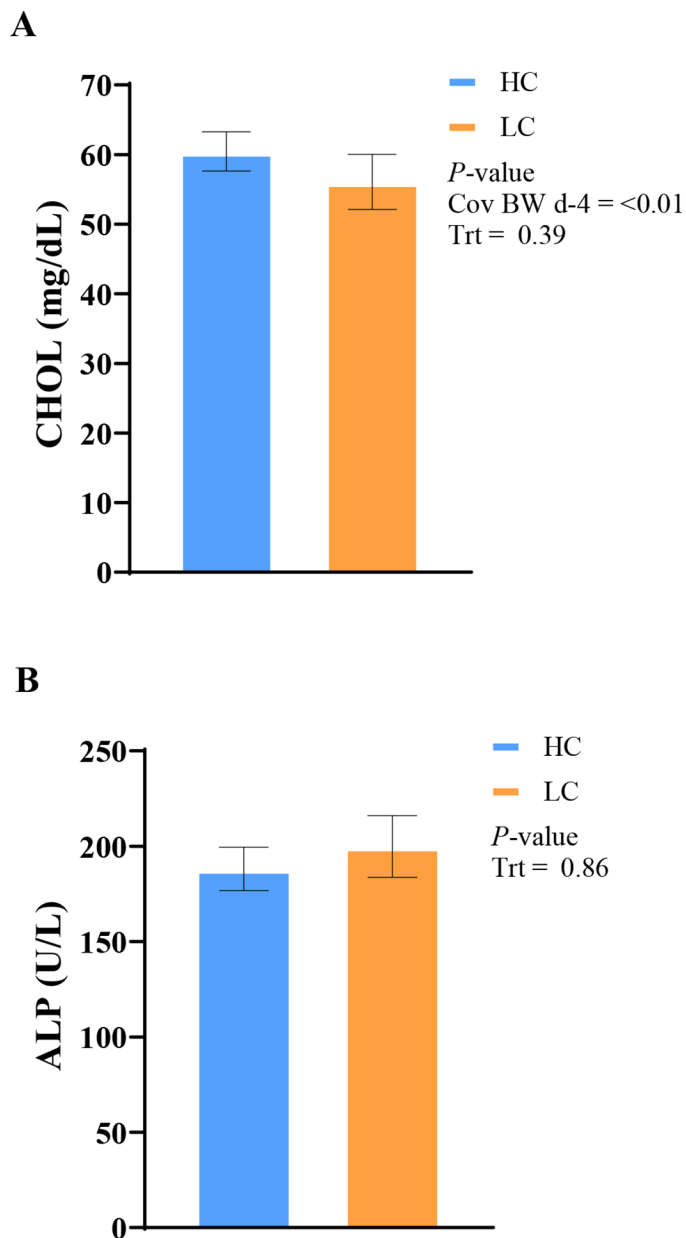 A
CHOL (mg/dL)
70
60
50
40
30
20
10
0
HC
LC
P-value
Cov BW d-4 = <0.01
Trt = 0.39
B
ALP (U/L)
250
200
150
100
50
0
HC
LC
P-value
Trt = 0.86